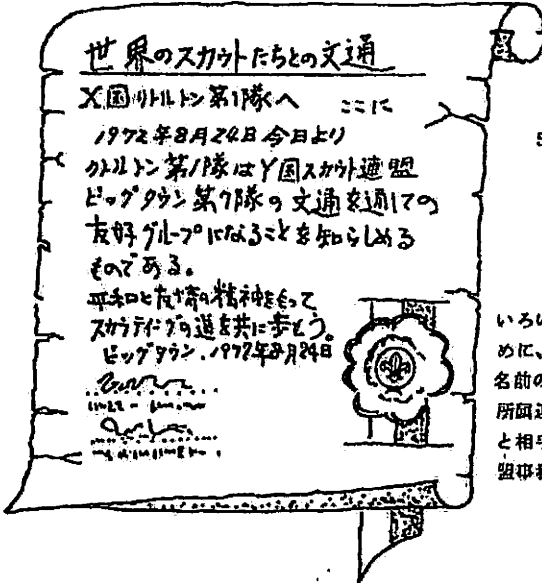 世界のスカウトたちとの文通
X国リトルトン第1隊へ ここに
1972年8月24日今日より
リトルトン第1隊はY国スカウト連盟
ビッグタウン第7隊の文通を通しての
友好グループになることを知らしめる
ものである。
平和と友情の精神をもって
スカウティングの道を共に歩もう。
ビッグタウン、1972年8月24日
5
いろい
めに、
名前の
所属連
と相手
盟事務